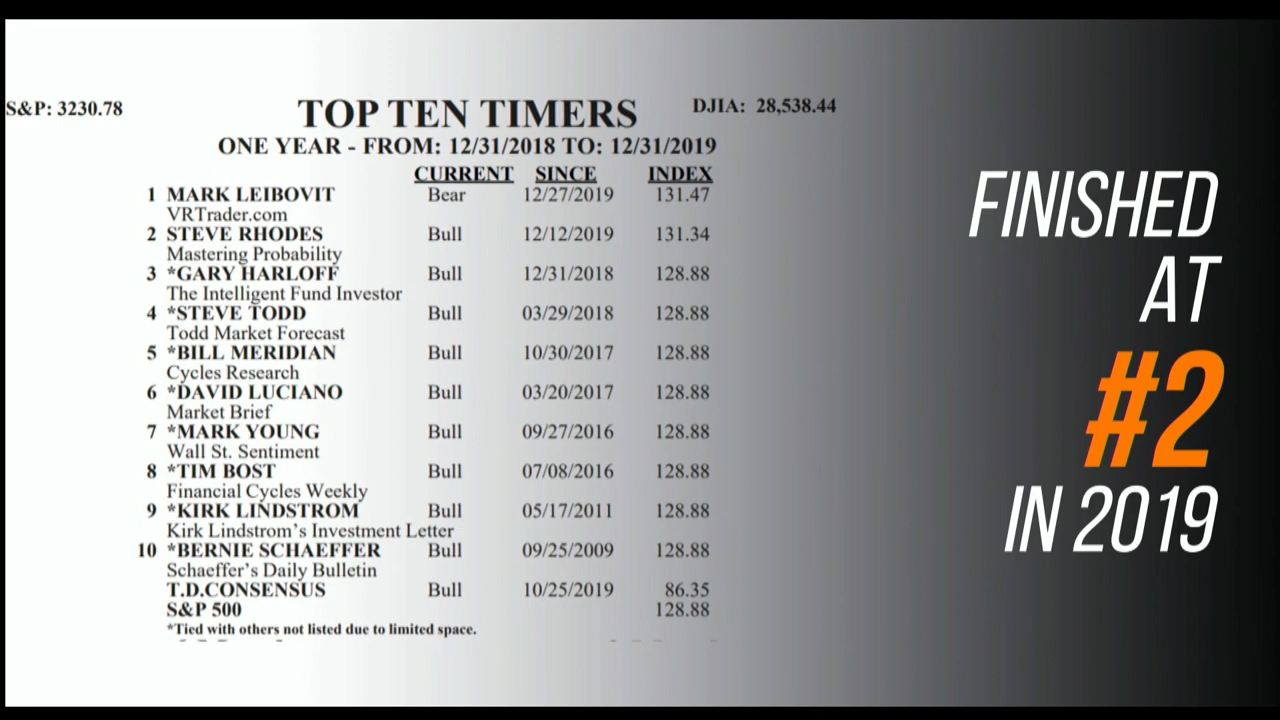 S&P: 3230.78
TOP TEN TIMERS
DJIA: 28,538.44
ONE YEAR - FROM: 12/31/2018 TO: 12/31/2019
CURRENT SINCE INDEX
1 MARK LEIBOVIT Bear 12/27/2019 131.47
VRTrader.com
2 STEVE RHODES Bull 12/12/2019 131.34
Mastering Probability
3 *GARY HARLOFF Bull 12/31/2018 128.88
The Intelligent Fund Investor
4 *STEVE TODD Bull 03/29/2018 128.88
Todd Market Forecast
5 *BILL MERIDIAN Bull 10/30/2017 128.88
Cycles Research
6 *DAVID LUCIANO Bull 03/20/2017 128.88
Market Brief
7 *MARK YOUNG Bull 09/27/2016 128.88
Wall St. Sentiment
8 *TIM BOST Bull 07/08/2016 128.88
Financial Cycles Weekly
9 *KIRK LINDSTROM Bull 05/17/2011 128.88
Kirk Lindstrom's Investment Letter
10 *BERNIE SCHAEFFER Bull 09/25/2009 128.88
Schaeffer's Daily Bulletin
T.D.CONSENSUS Bull 10/25/2019 86.35
S&P 500 128.88
*Tied with others not listed due to limited space.
FINISHED
AT
#2
IN 2019